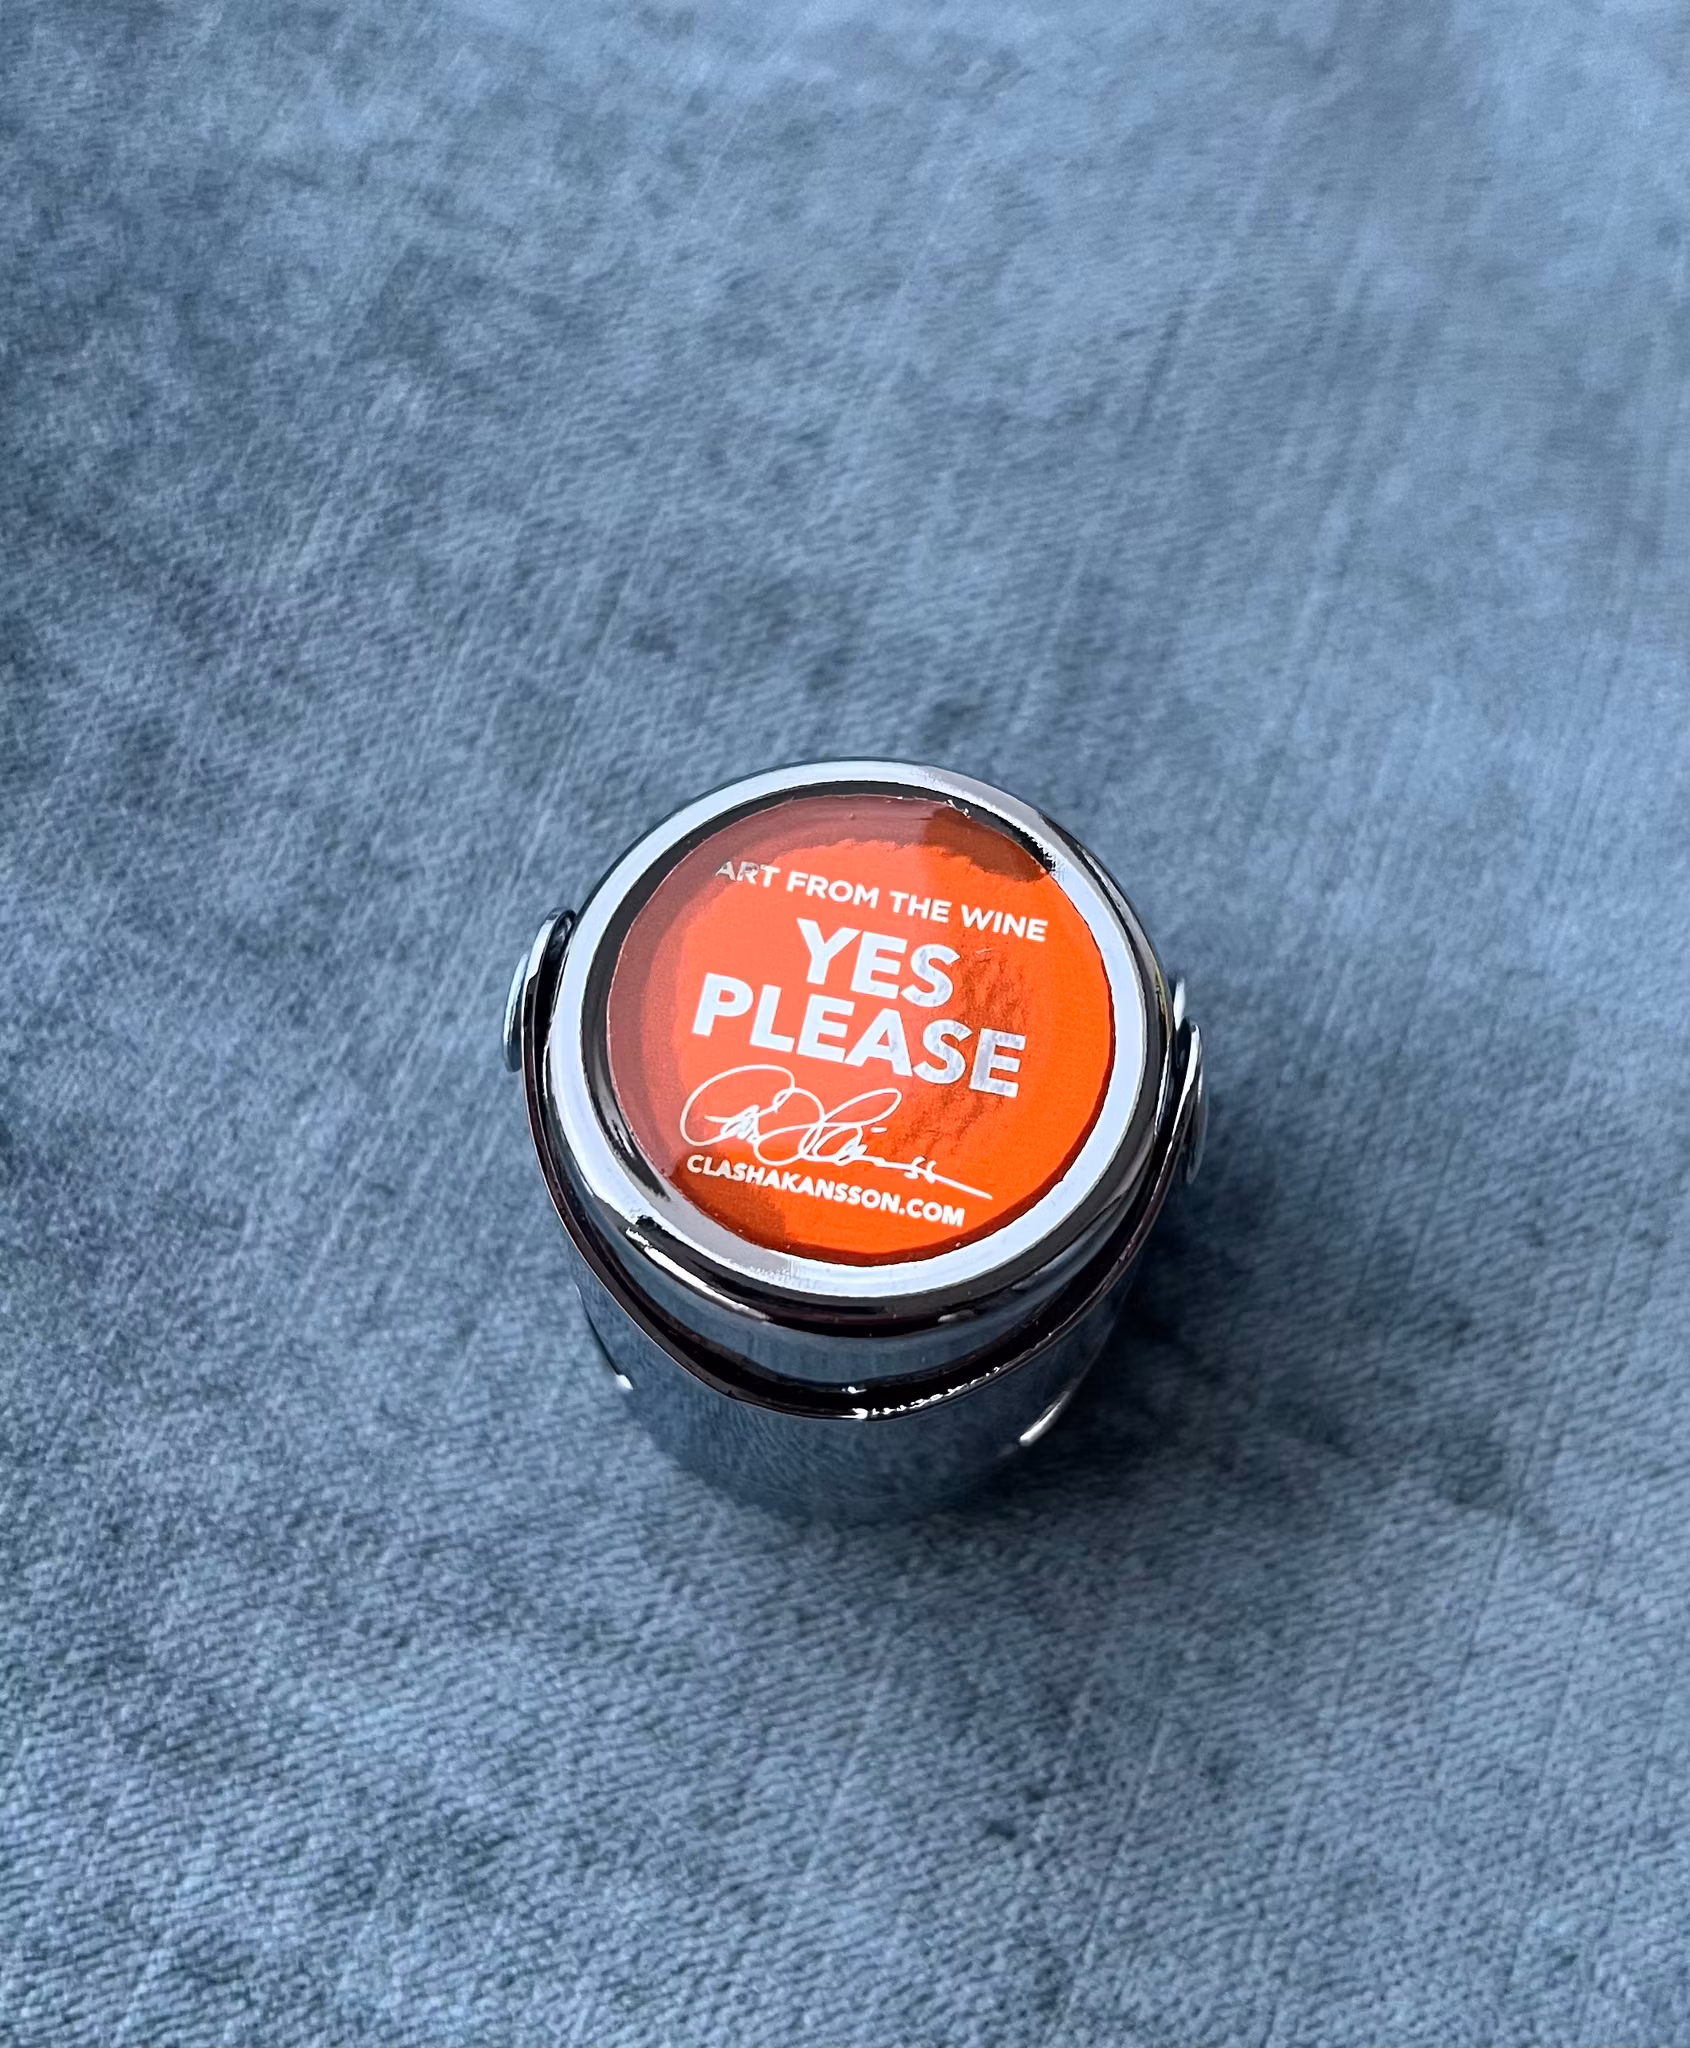 ART FROM THE WINE
YES
PLEASE
CLASHAKANSSON.COM